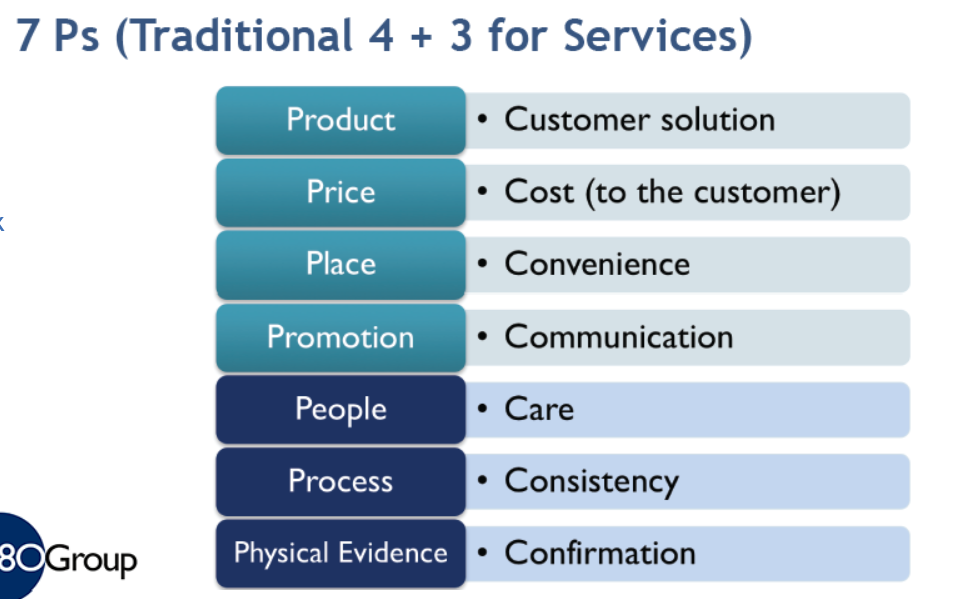 7 Ps (Traditional 4 + 3 for Services)
Product • Customer solution
Price • Cost (to the customer)
k
Place • Convenience
Promotion • Communication
People • Care
Process • Consistency
Physical Evidence • Confirmation
8OGroup